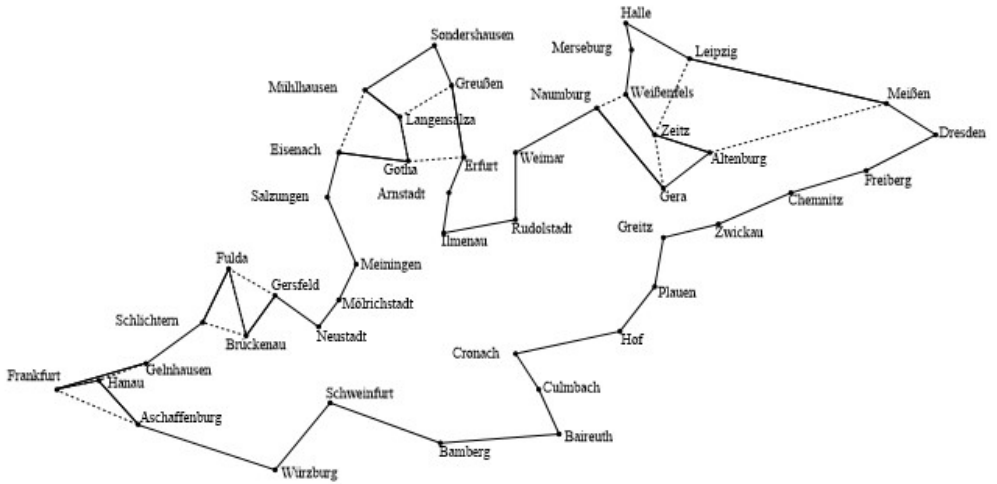 Halle
Sondershausen
Merseburg
Leipzig
Mühlhausen
Greußen
Naumburg
Weißenfels
Meißen
Langensalza
Zeitz
Dresden
Eisenach
Gotha
Erfurt
Weimar
Altenburg
Salzungen
Arnstadt
Gera
Freiberg
Chemnitz
Ilmenau
Rudolstadt
Greitz
Zwickau
Fulda
Gersfeld
Meiningen
Plauen
Mölrichstadt
Schlichtern
Brückenau
Neustadt
Hof
Cronach
Frankfurt
Hanau
Gelnhausen
Culmbach
Schweinfurt
Aschaffenburg
Baireuth
Bamberg
Würzburg